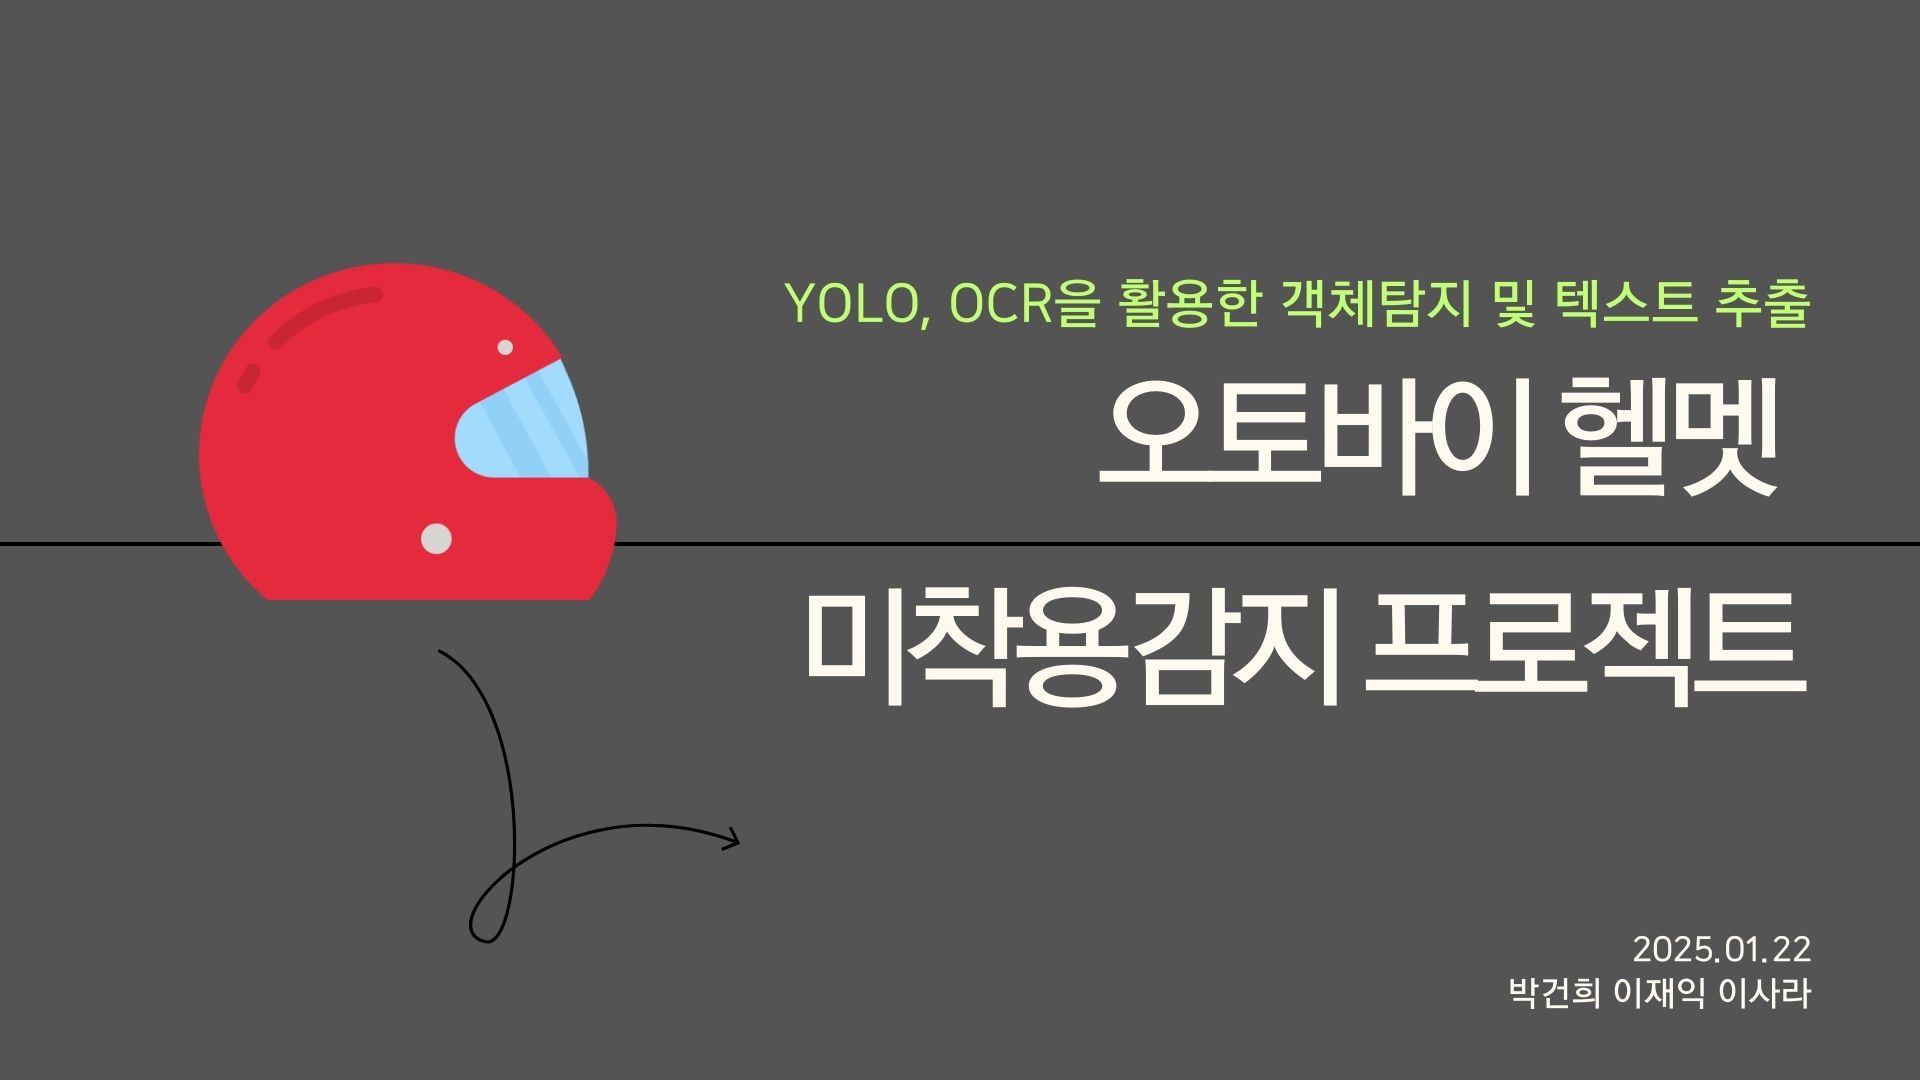 YOLO, OCR을 활용한 객체탐지 및 텍스트 추출
오토바이 헬멧
미착용감지 프로젝트
2025.01.22
박건희 이재익 이사라